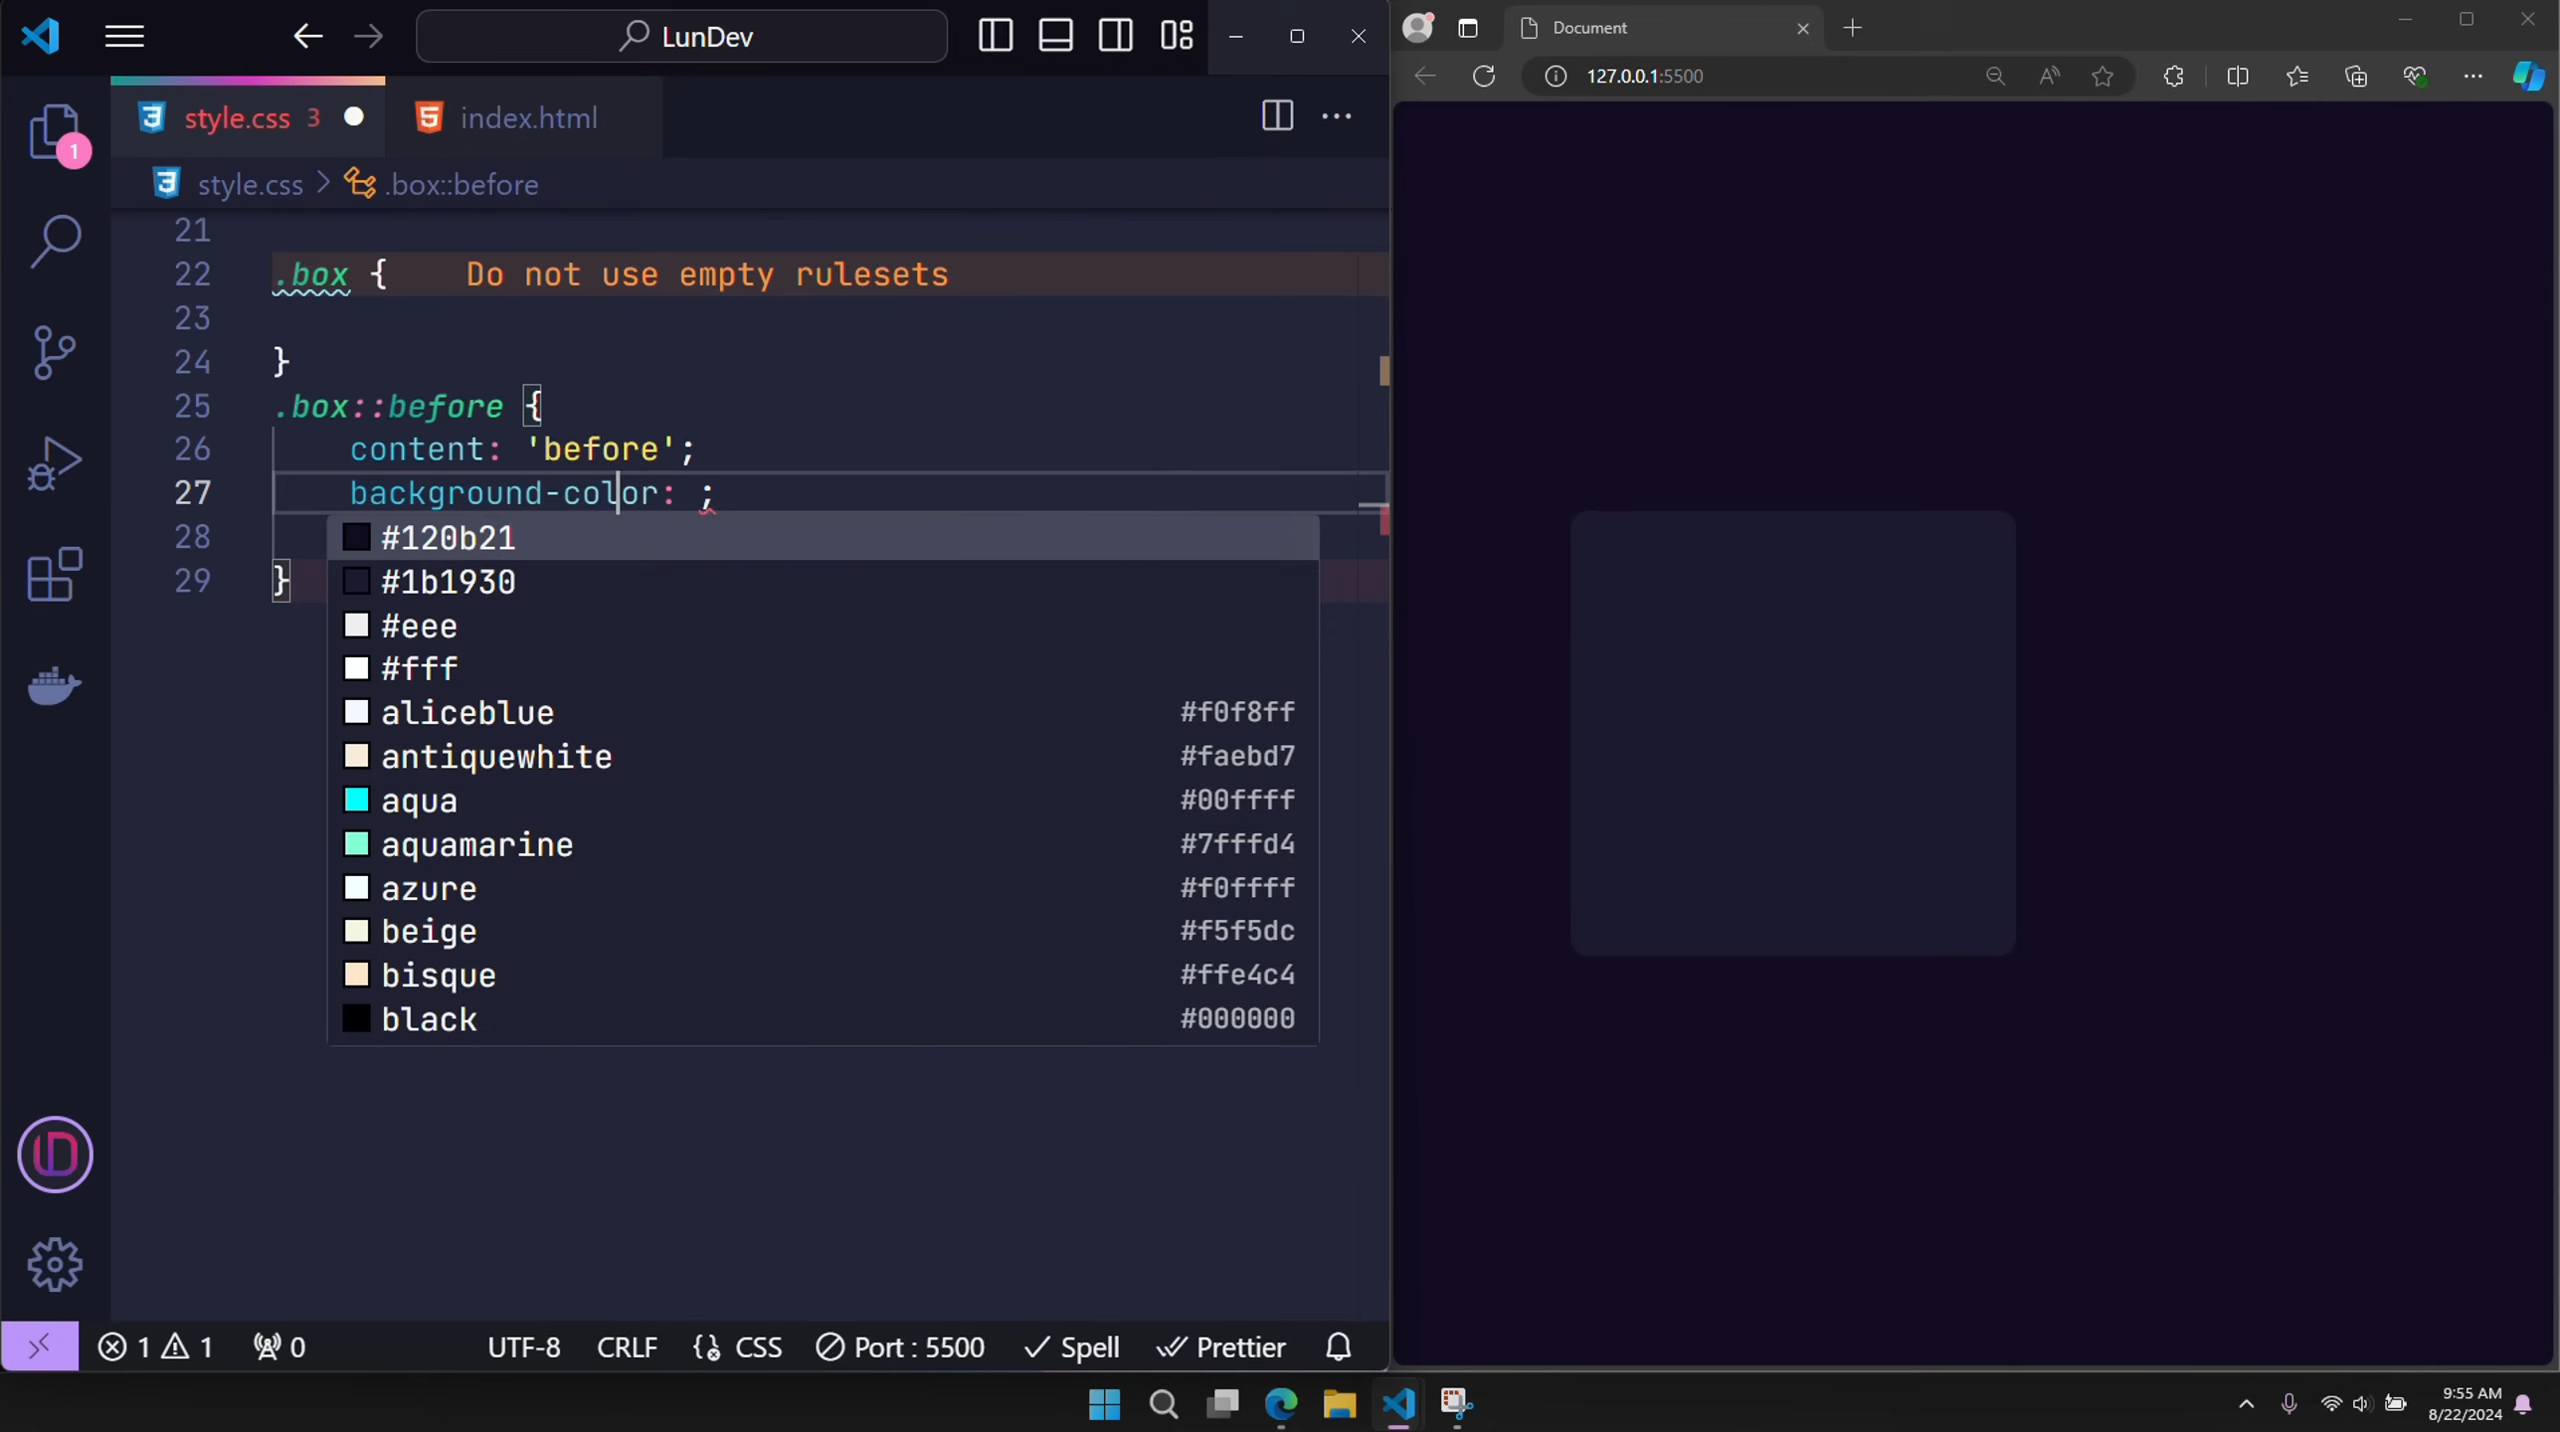 LunDev
style.css 3
index.html
1
style.css > .box::before
21
22 .box { Do not use empty rulesets
23
24 }
25 .box::before {
26 content: 'before';
27 background-color: ;
28
29 }
#120b21
#1b1930
#eee
#fff
aliceblue #f0f8ff
antiquewhite #faebd7
aqua #00ffff
aquamarine #7fffd4
azure #f0ffff
beige #f5f5dc
bisque #ffe4c4
black #000000
1 1 0 UTF-8 CRLF CSS Port : 5500 Spell Prettier
Document
127.0.0.1:5500
9:55 AM
8/22/2024